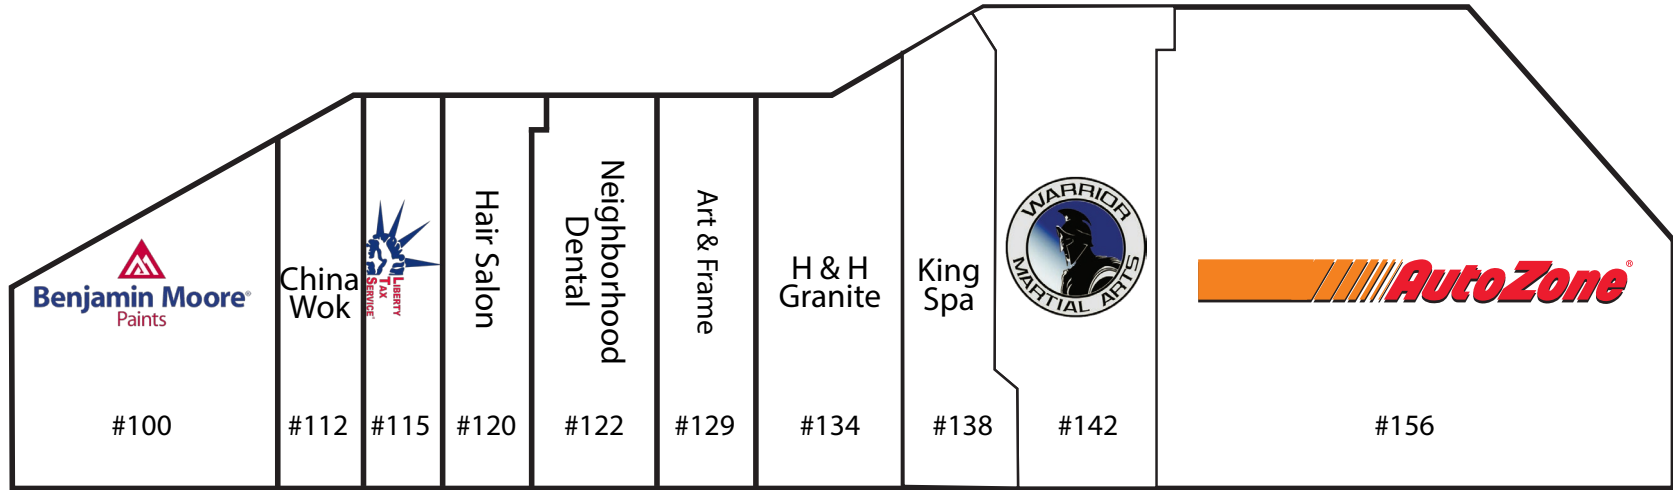 Benjamin Moore®
Paints
#100
China
Wok
#112
LIBERTY
TAX
SERVICE®
#115
Hair Salon
#120
Neighborhood
Dental
#122
Art & Frame
#129
H & H
Granite
#134
King
Spa
#138
WARRIOR
MARTIAL ARTS
#142
AutoZone®
#156